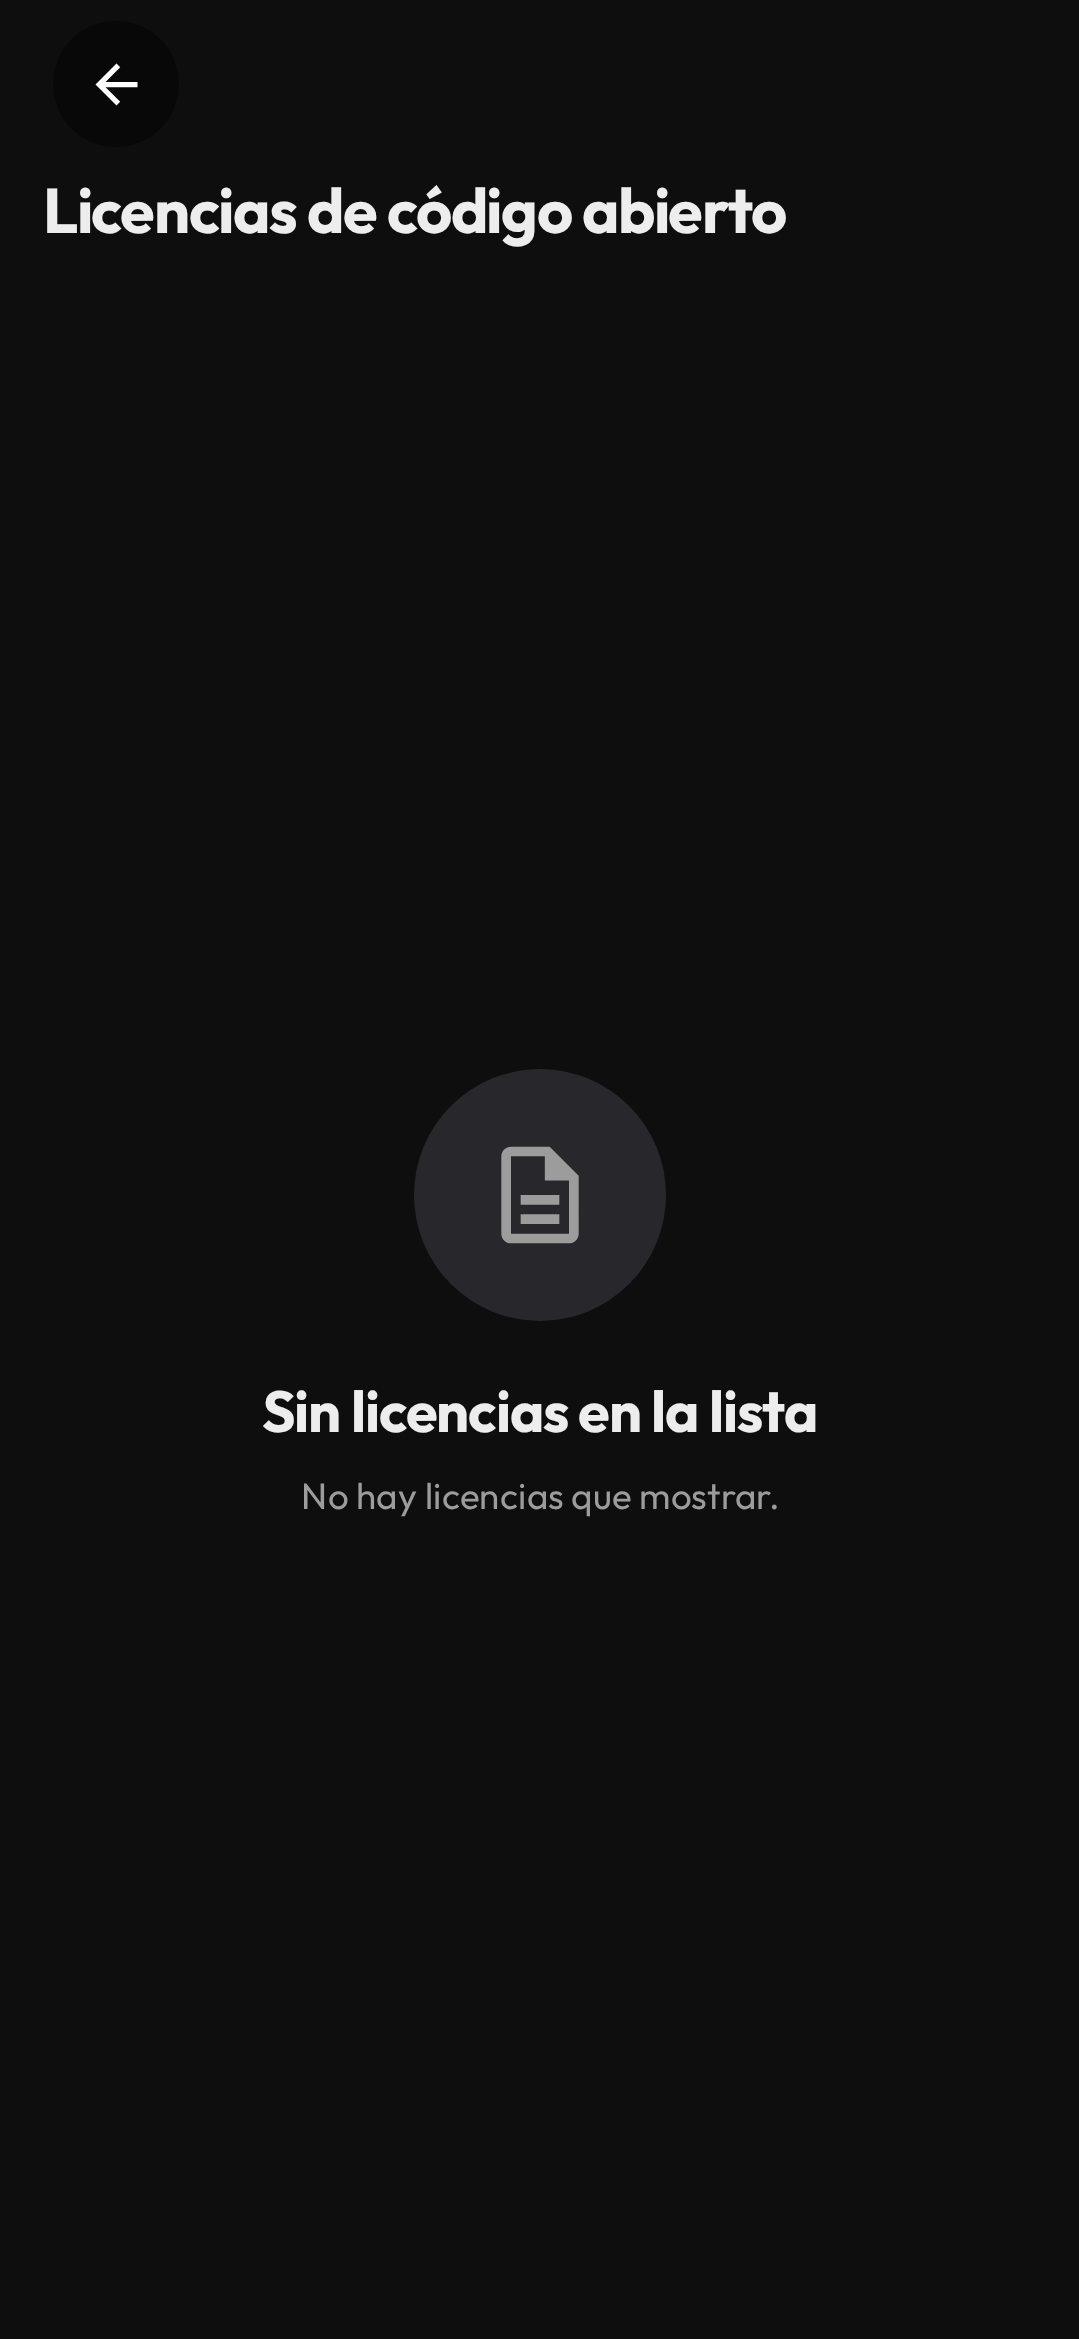 Licencias de código abierto
Sin licencias en la lista
No hay licencias que mostrar.